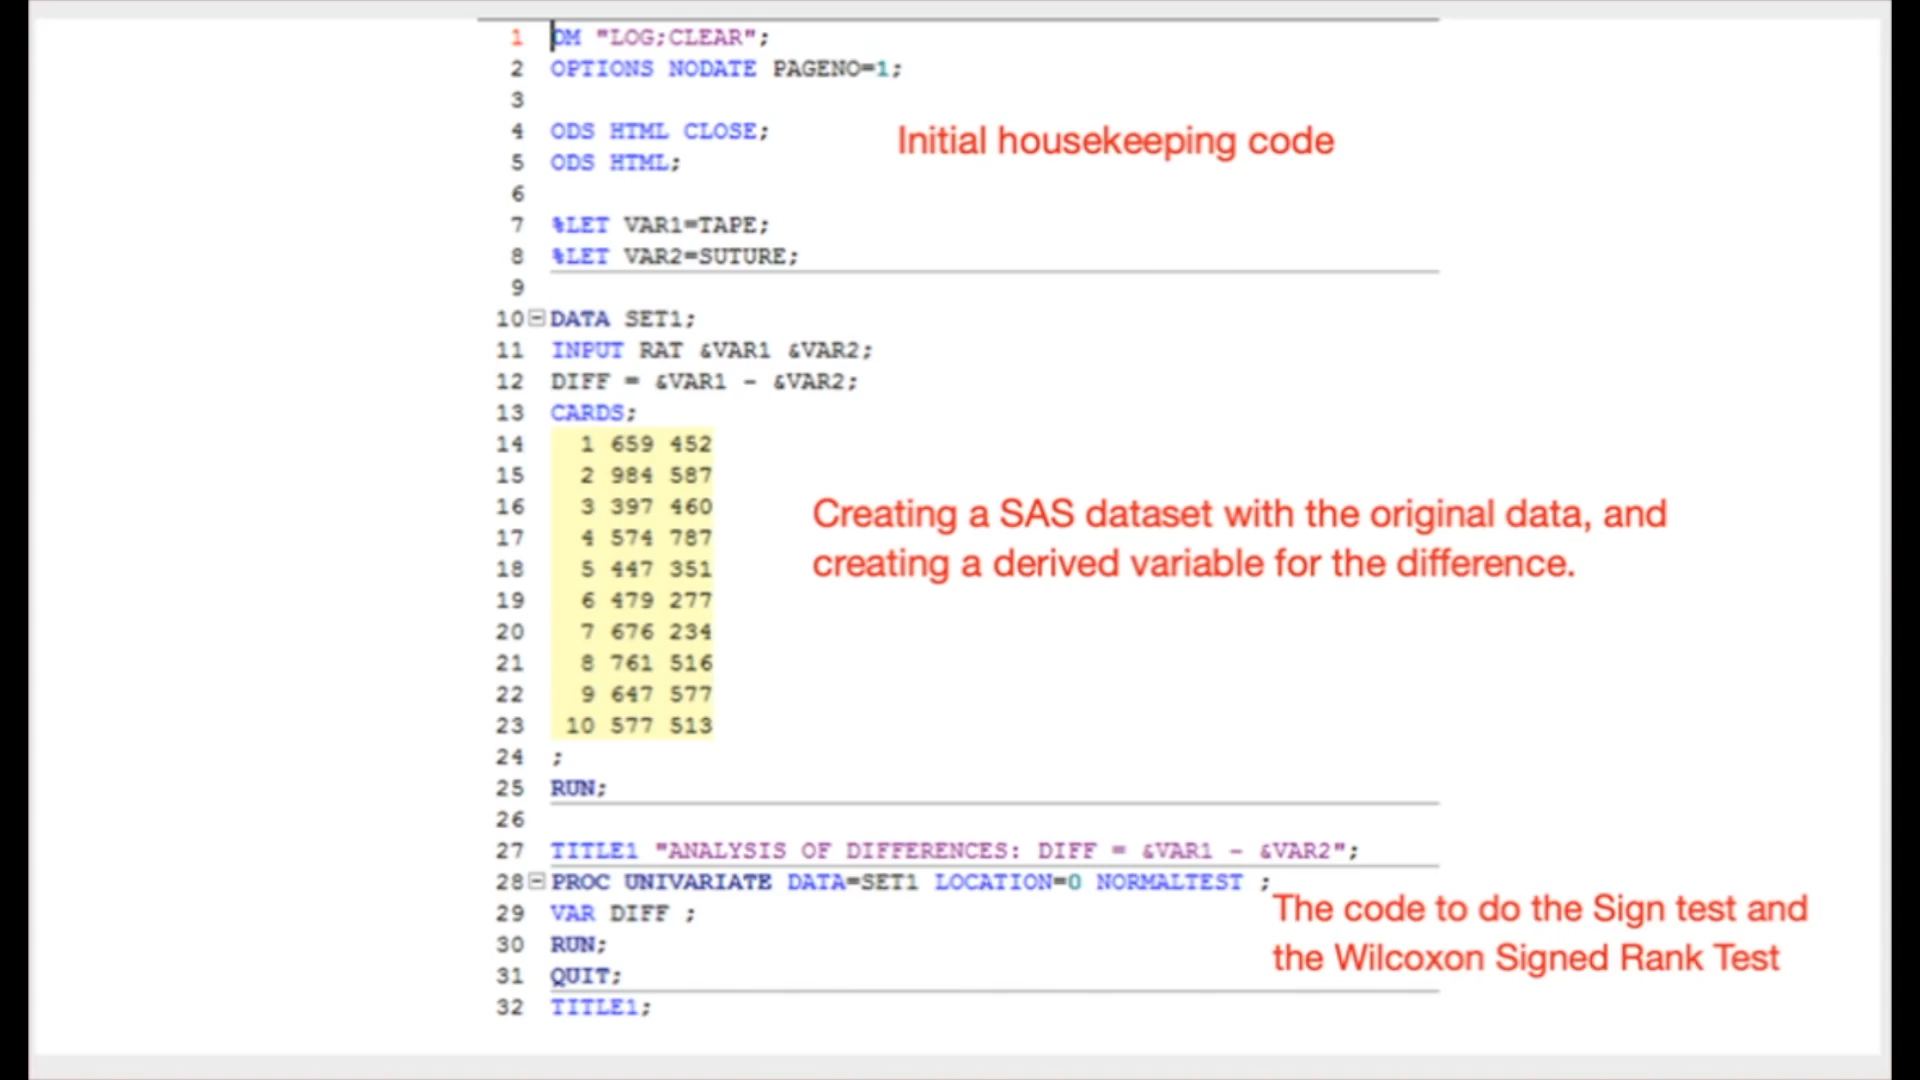 1 DM "LOG;CLEAR";
2 OPTIONS NODATE PAGENO=1;
3
4 ODS HTML CLOSE;
5 ODS HTML;
Initial housekeeping code
6
7 %LET VAR1=TAPE;
8 %LET VAR2=SUTURE;
9
10 DATA SET1;
11 INPUT RAT &VAR1 &VAR2;
12 DIFF = &VAR1 - &VAR2;
13 CARDS;
14 1 659 452
15 2 984 587
16 3 397 460
17 4 574 787
18 5 447 351
19 6 479 277
20 7 676 234
21 8 761 516
22 9 647 577
23 10 577 513
24 ;
25 RUN;
Creating a SAS dataset with the original data, and
creating a derived variable for the difference.
26
27 TITLE1 "ANALYSIS OF DIFFERENCES: DIFF = &VAR1 - &VAR2";
28 PROC UNIVARIATE DATA=SET1 LOCATION=0 NORMALTEST ;
29 VAR DIFF ;
30 RUN;
31 QUIT;
32 TITLE1;
The code to do the Sign test and
the Wilcoxon Signed Rank Test